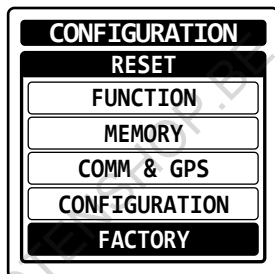 CONFIGURATION
RESET
FUNCTION
MEMORY
COMM & GPS
CONFIGURATION
FACTORY